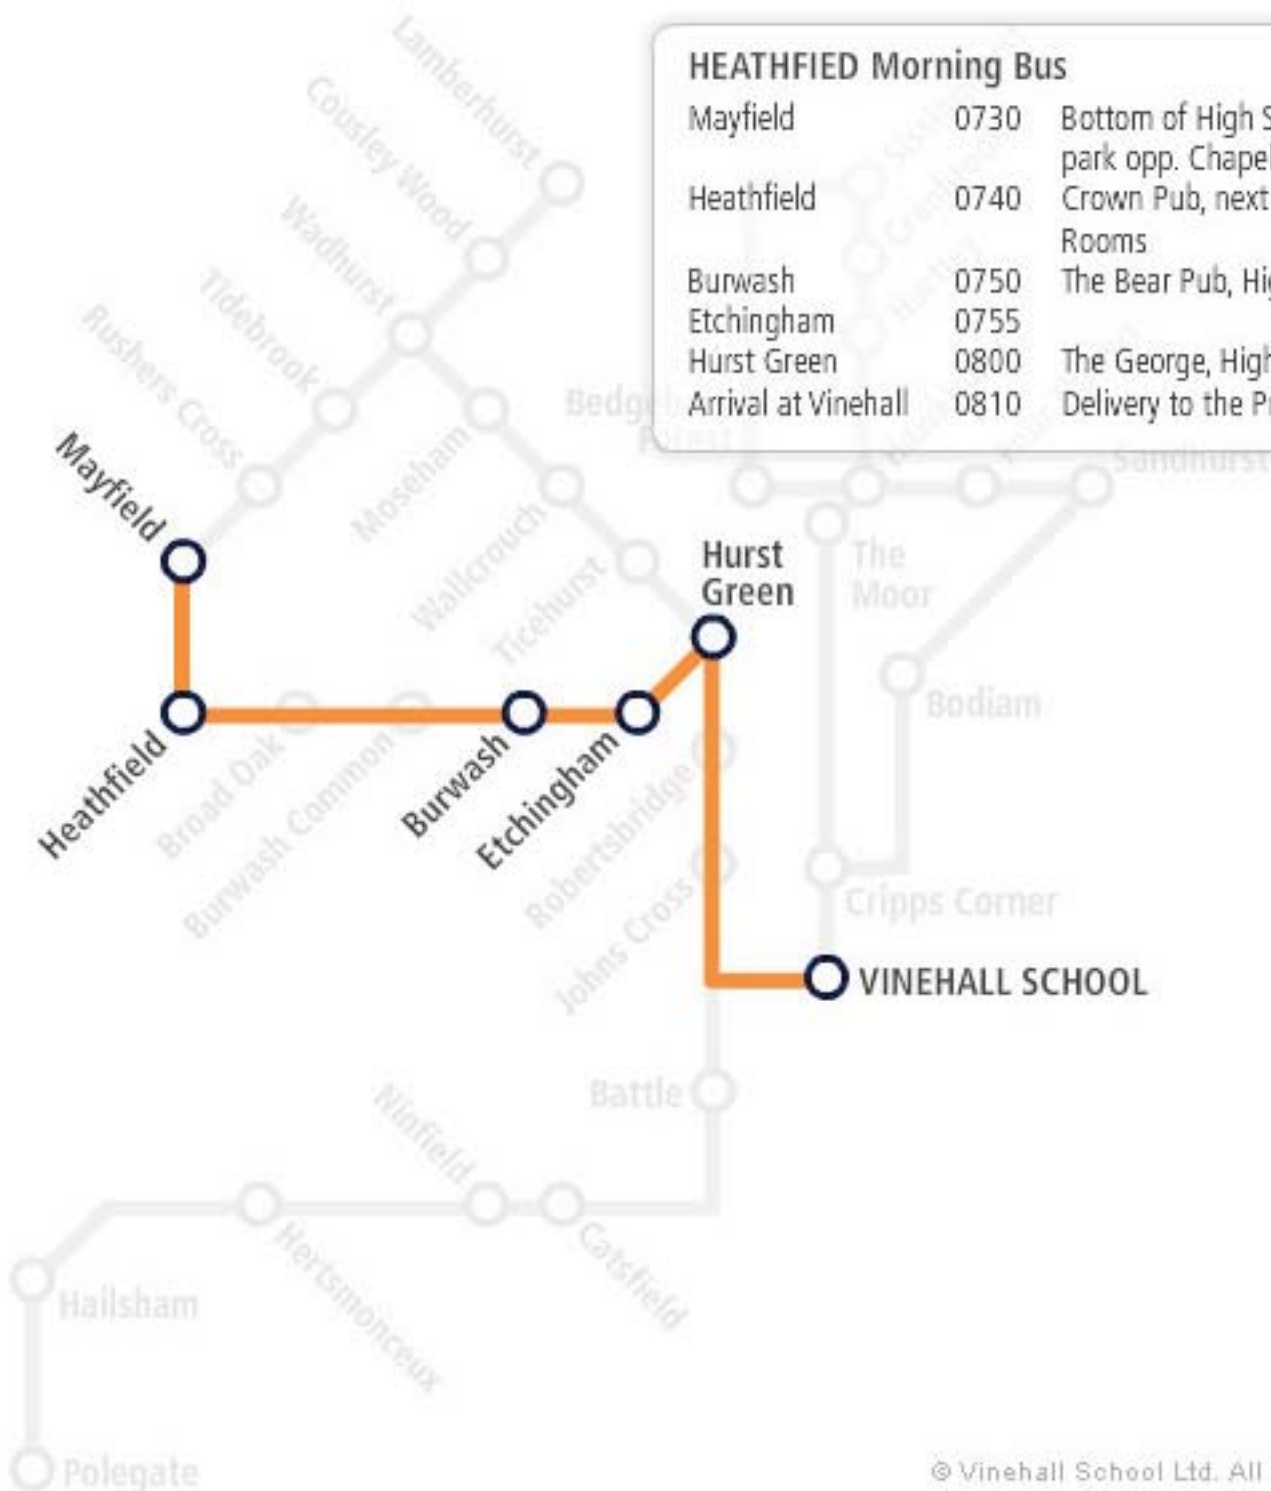 Lamberhurst
Cousley Wood
Wadhurst
Tidebrook
Rushers Cross
HEATHFIED Morning Bus
Mayfield 0730 Bottom of High
park opp. Chapel
Heathfield 0740 Crown Pub, next
Rooms
Burwash 0750 The Bear Pub,
Etchingham 0755
Hurst Green 0800 The George, High
Arrival at Vinehall 0810 Delivery to the
Sandhurst
Mayfield
Moseham
Wallcrouch
Ticehurst
Hurst
Green
The
Moor
Bodiam
Heathfield
Broad Oak
Burwash Common
Burwash
Etchingham
Robertsbridge
Johns Cross
Cripps Corner
VINEHALL SCHOOL
Battle
Ninfield
Catsfield
Hertsmonceux
Hailsham
Polegate
© Vinehall School Ltd. All